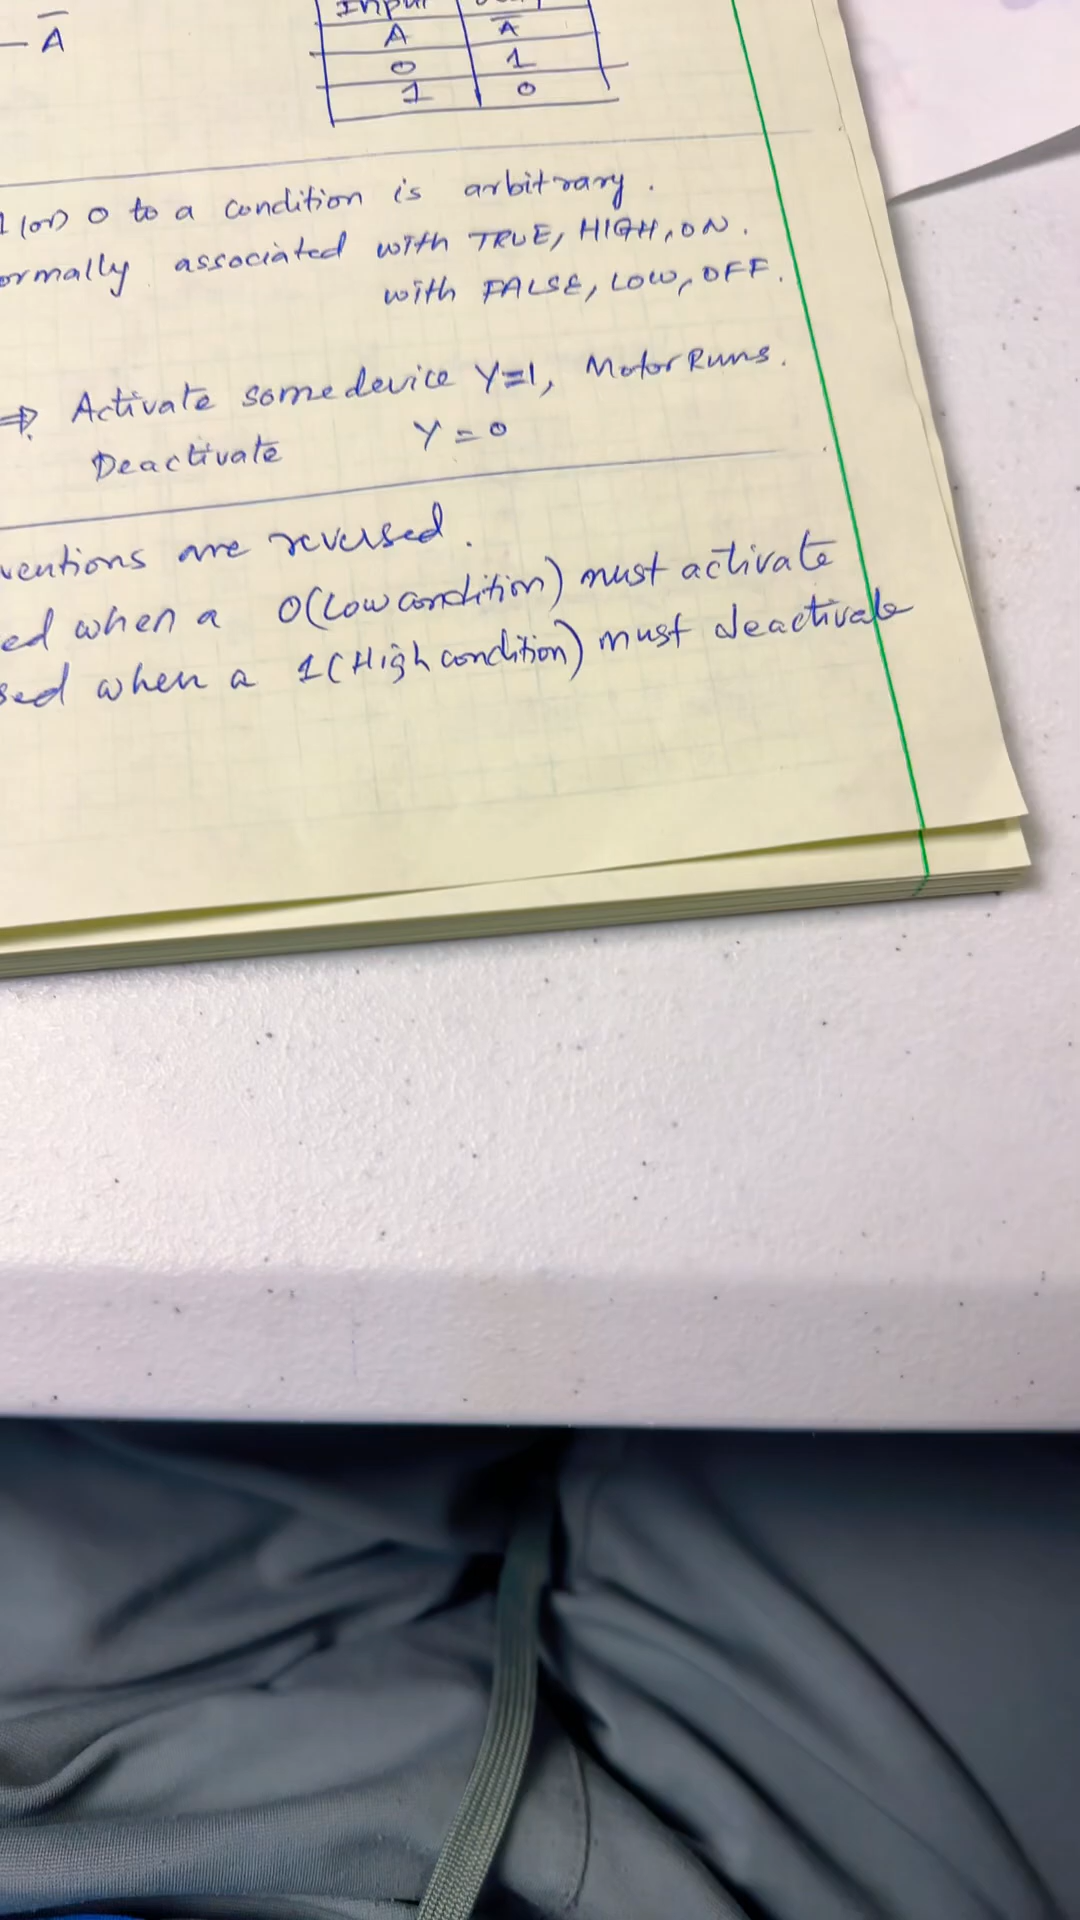 – A̅
Input
A A̅
0 1
1 0
1 (or) 0 to a condition is arbitrary.
ormally associated with TRUE, HIGH, ON.
with FALSE, LOW, OFF.
⇒ Activate some device Y=1, Motor Runs.
Deactivate Y = 0
ventions are reversed.
ed when a 0 (Low condition) must activate
sed when a 1 (High condition) must deactivate